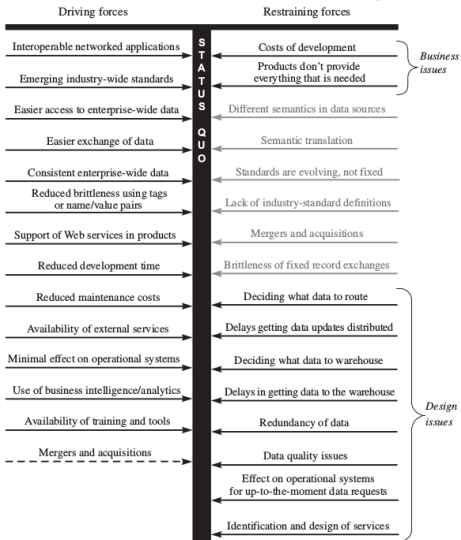 Driving forces
Restraining forces
STATUS QUO
Interoperable networked applications
Emerging industry-wide standards
Easier access to enterprise-wide data
Easier exchange of data
Consistent enterprise-wide data
Reduced brittleness using tags
or name/value pairs
Support of Web services in products
Reduced development time
Reduced maintenance costs
Availability of external services
Minimal effect on operational systems
Use of business intelligence/analytics
Availability of training and tools
Mergers and acquisitions
Costs of development
Products don't provide
everything that is needed
Different semantics in data sources
Semantic translation
Standards are evolving, not fixed
Lack of industry-standard definitions
Mergers and acquisitions
Brittleness of fixed record exchanges
Deciding what data to route
Delays getting data updates distributed
Deciding what data to warehouse
Delays in getting data to the warehouse
Redundancy of data
Data quality issues
Effect on operational systems
for up-to-the-moment data requests
Identification and design of services
Business
issues
Design
issues